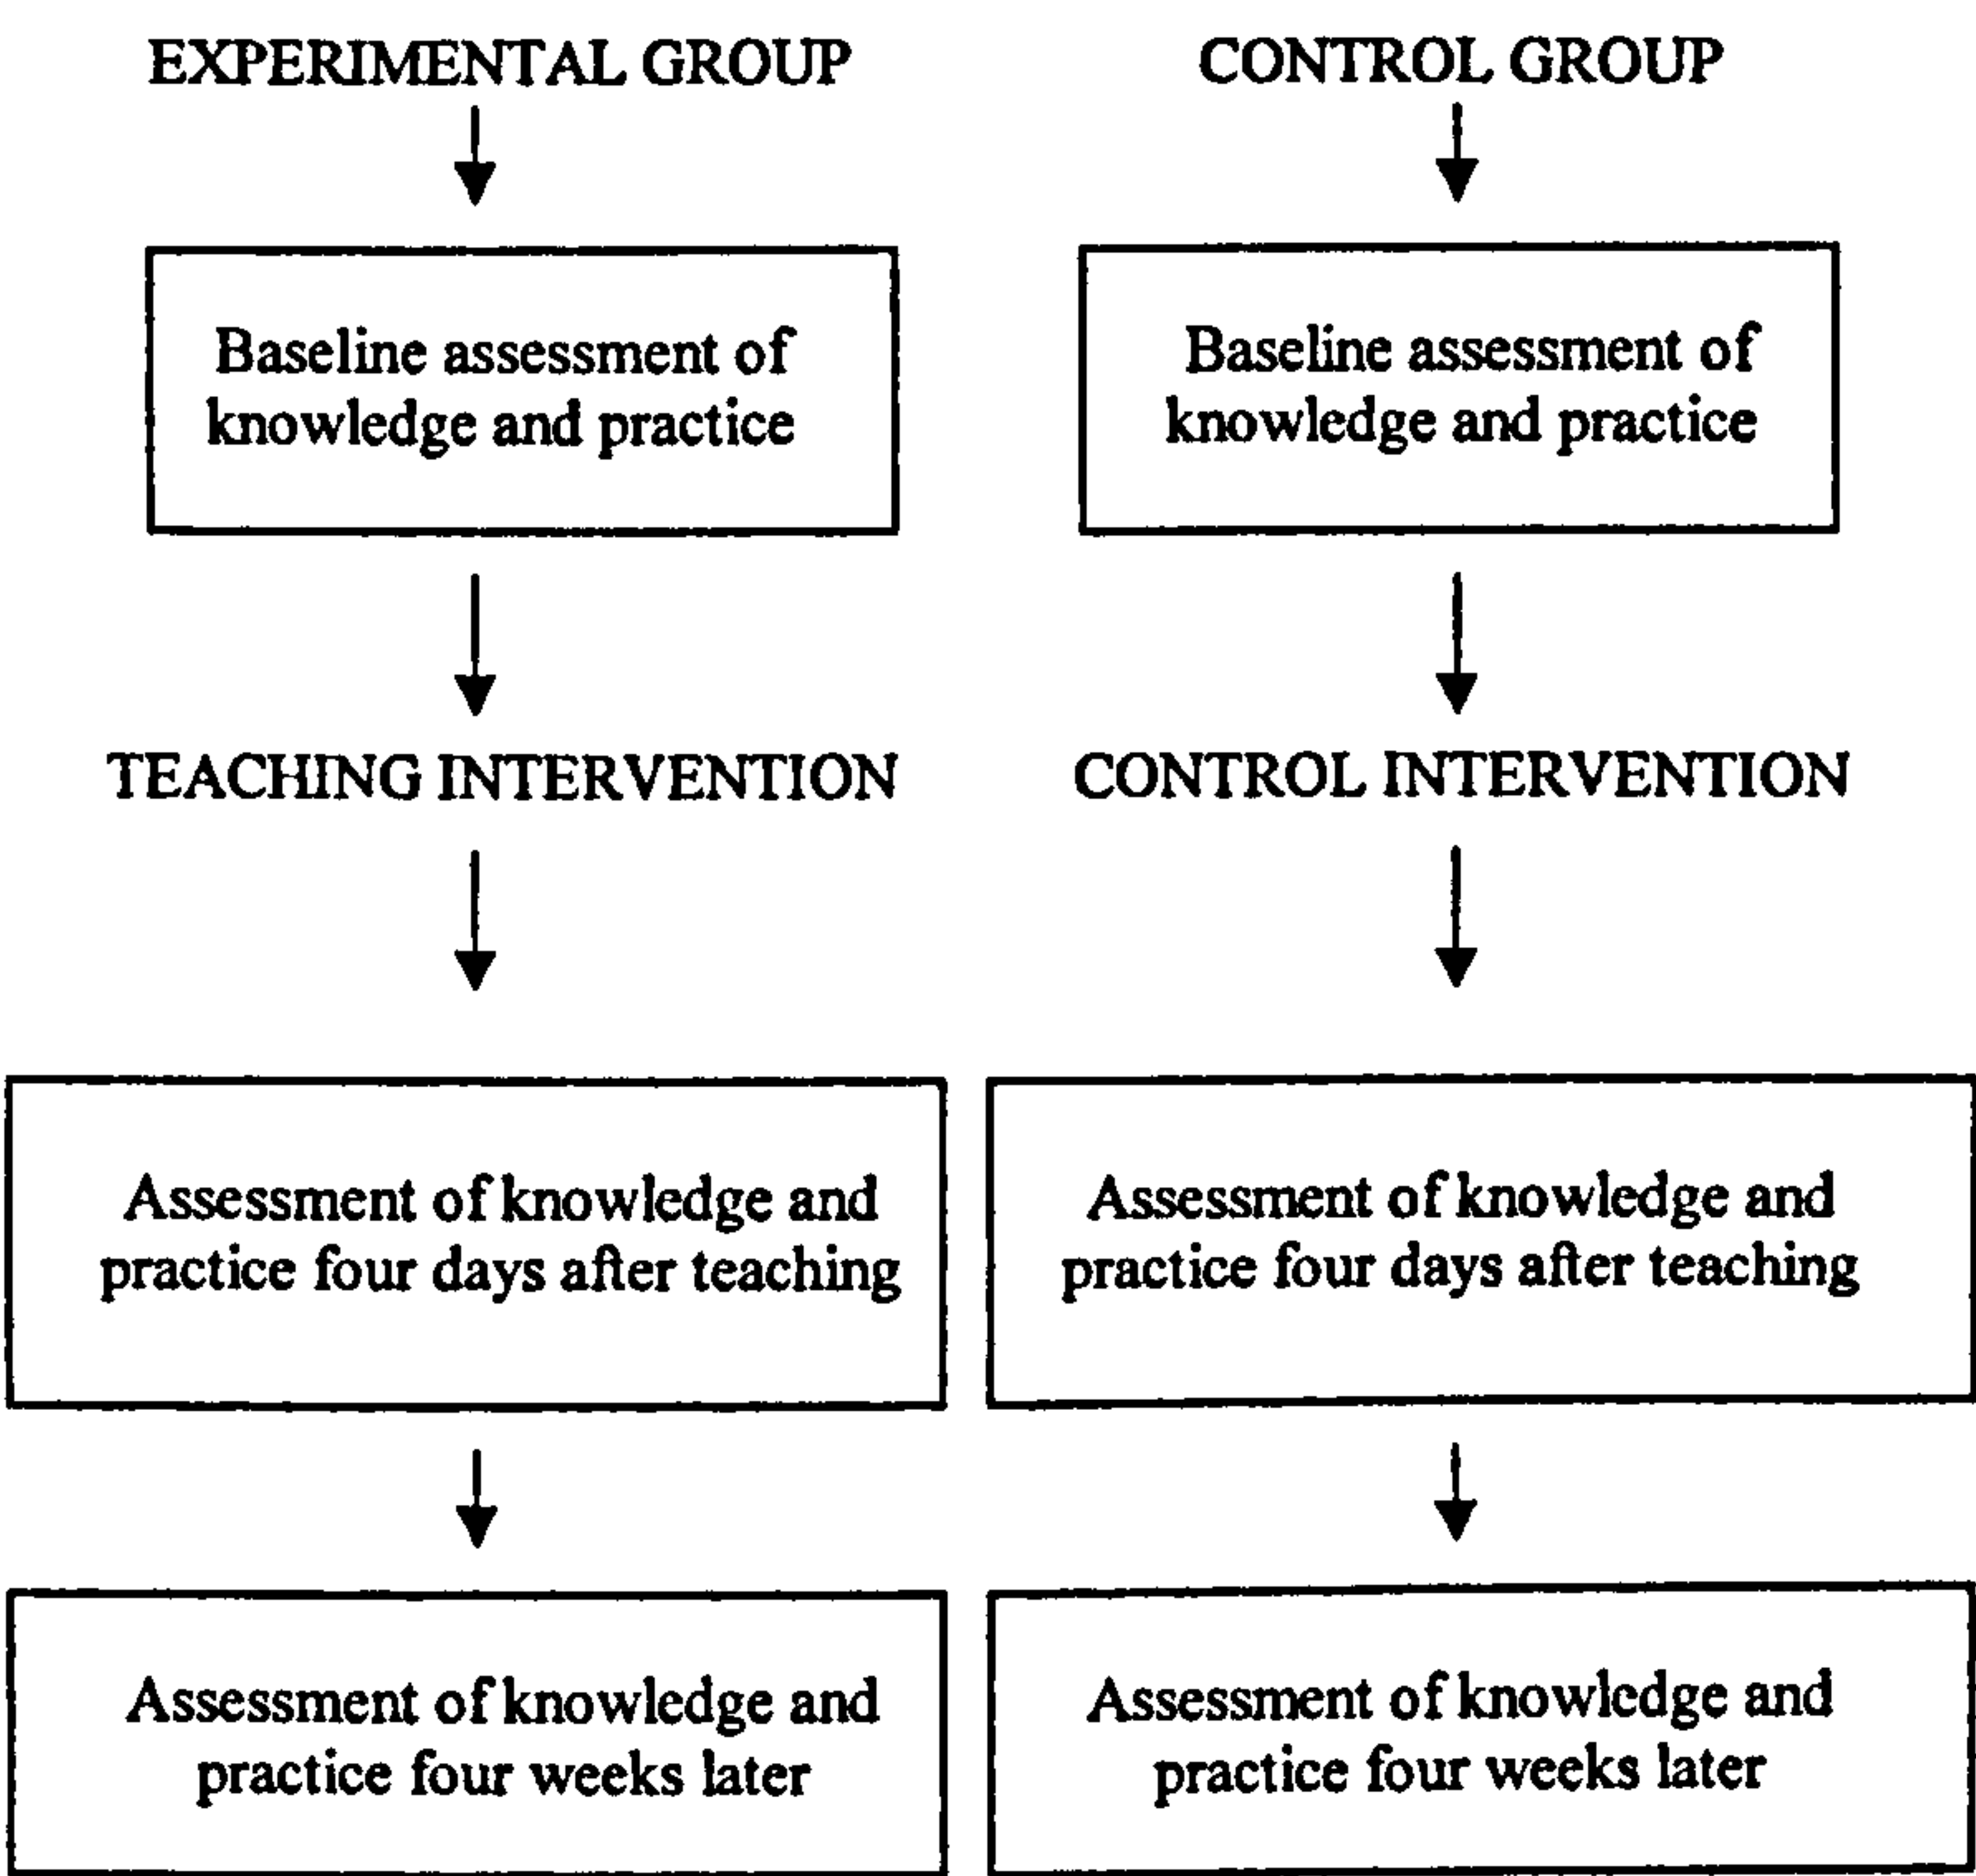 EXPERIMENTAL GROUP
CONTROL GROUP
Baseline assessment of
knowledge and practice
Baseline assessment of
knowledge and practice
TEACHING INTERVENTION
CONTROL INTERVENTION
Assessment of knowledge and
practice four days after teaching
Assessment of knowledge and
practice four days after teaching
Assessment of knowledge and
practice four weeks later
Assessment of knowledge and
practice four weeks later